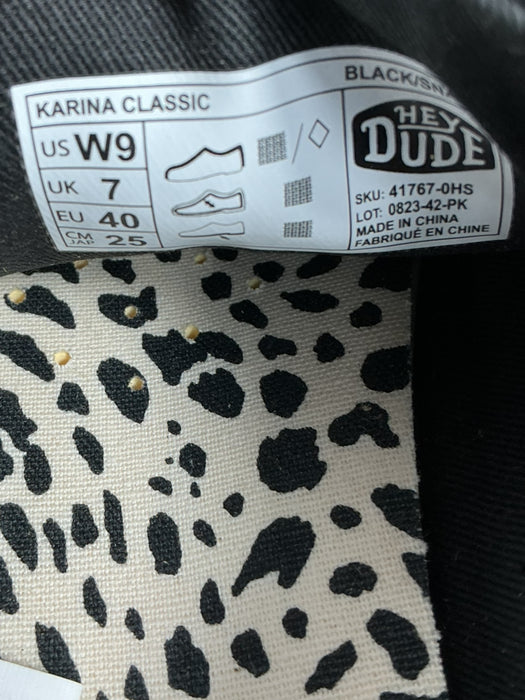 KARINA CLASSIC
BLACK/SN
US W9
UK 7
EU 40
CM JAP 25
HEY
DUDE
SKU: 41767-0HS
LOT: 0823-42-PK
MADE IN CHINA
FABRIQUÉ EN CHINE